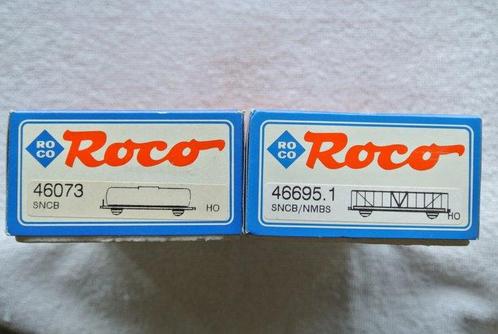 RO
CO
Roco
46073
SNCB
HO
RO
CO
Roco
46695.1
SNCB/NMBS
HO